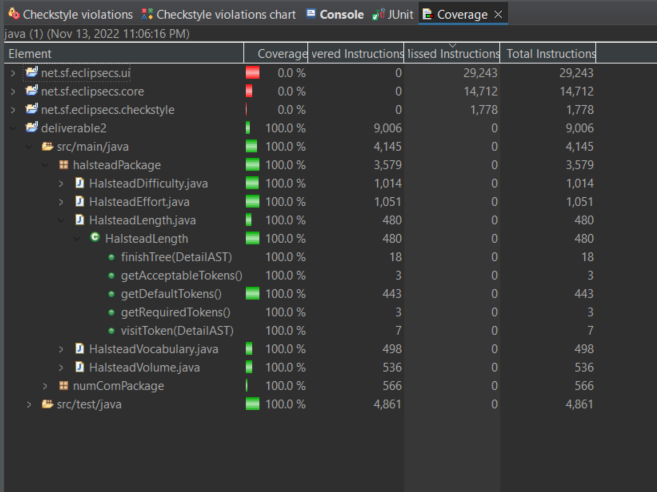 Checkstyle violations Checkstyle violations chart Console JUnit Coverage
java (1) (Nov 13, 2022 11:06:16 PM)
Element Coverage vered Instructions lissed Instructions Total Instructions
net.sf.eclipsecs.ui 0.0 % 0 29,243 29,243
net.sf.eclipsecs.core 0.0 % 0 14,712 14,712
net.sf.eclipsecs.checkstyle 0.0 % 0 1,778 1,778
deliverable2 100.0 % 9,006 0 9,006
src/main/java 100.0 % 4,145 0 4,145
halsteadPackage 100.0 % 3,579 0 3,579
HalsteadDifficulty.java 100.0 % 1,014 0 1,014
HalsteadEffort.java 100.0 % 1,051 0 1,051
HalsteadLength.java 100.0 % 480 0 480
HalsteadLength 100.0 % 480 0 480
finishTree(DetailAST) 100.0 % 18 0 18
getAcceptableTokens() 100.0 % 3 0 3
getDefaultTokens() 100.0 % 443 0 443
getRequiredTokens() 100.0 % 3 0 3
visitToken(DetailAST) 100.0 % 7 0 7
HalsteadVocabulary.java 100.0 % 498 0 498
HalsteadVolume.java 100.0 % 536 0 536
numComPackage 100.0 % 566 0 566
src/test/java 100.0 % 4,861 0 4,861